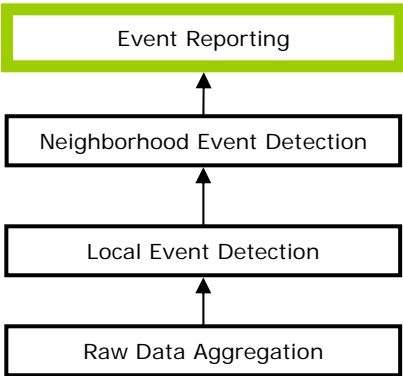 Event Reporting
Neighborhood Event Detection
Local Event Detection
Raw Data Aggregation